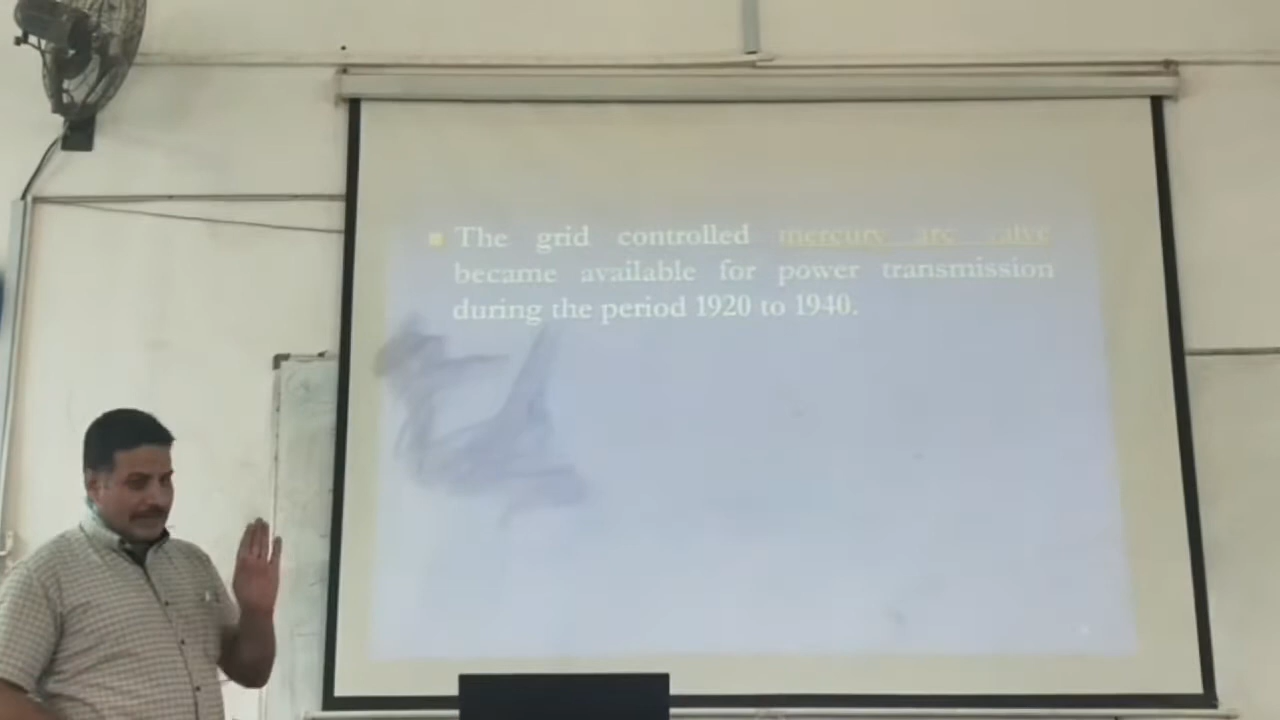 The grid controlled mercury arc valve
became available for power transmission
during the period 1920 to 1940.